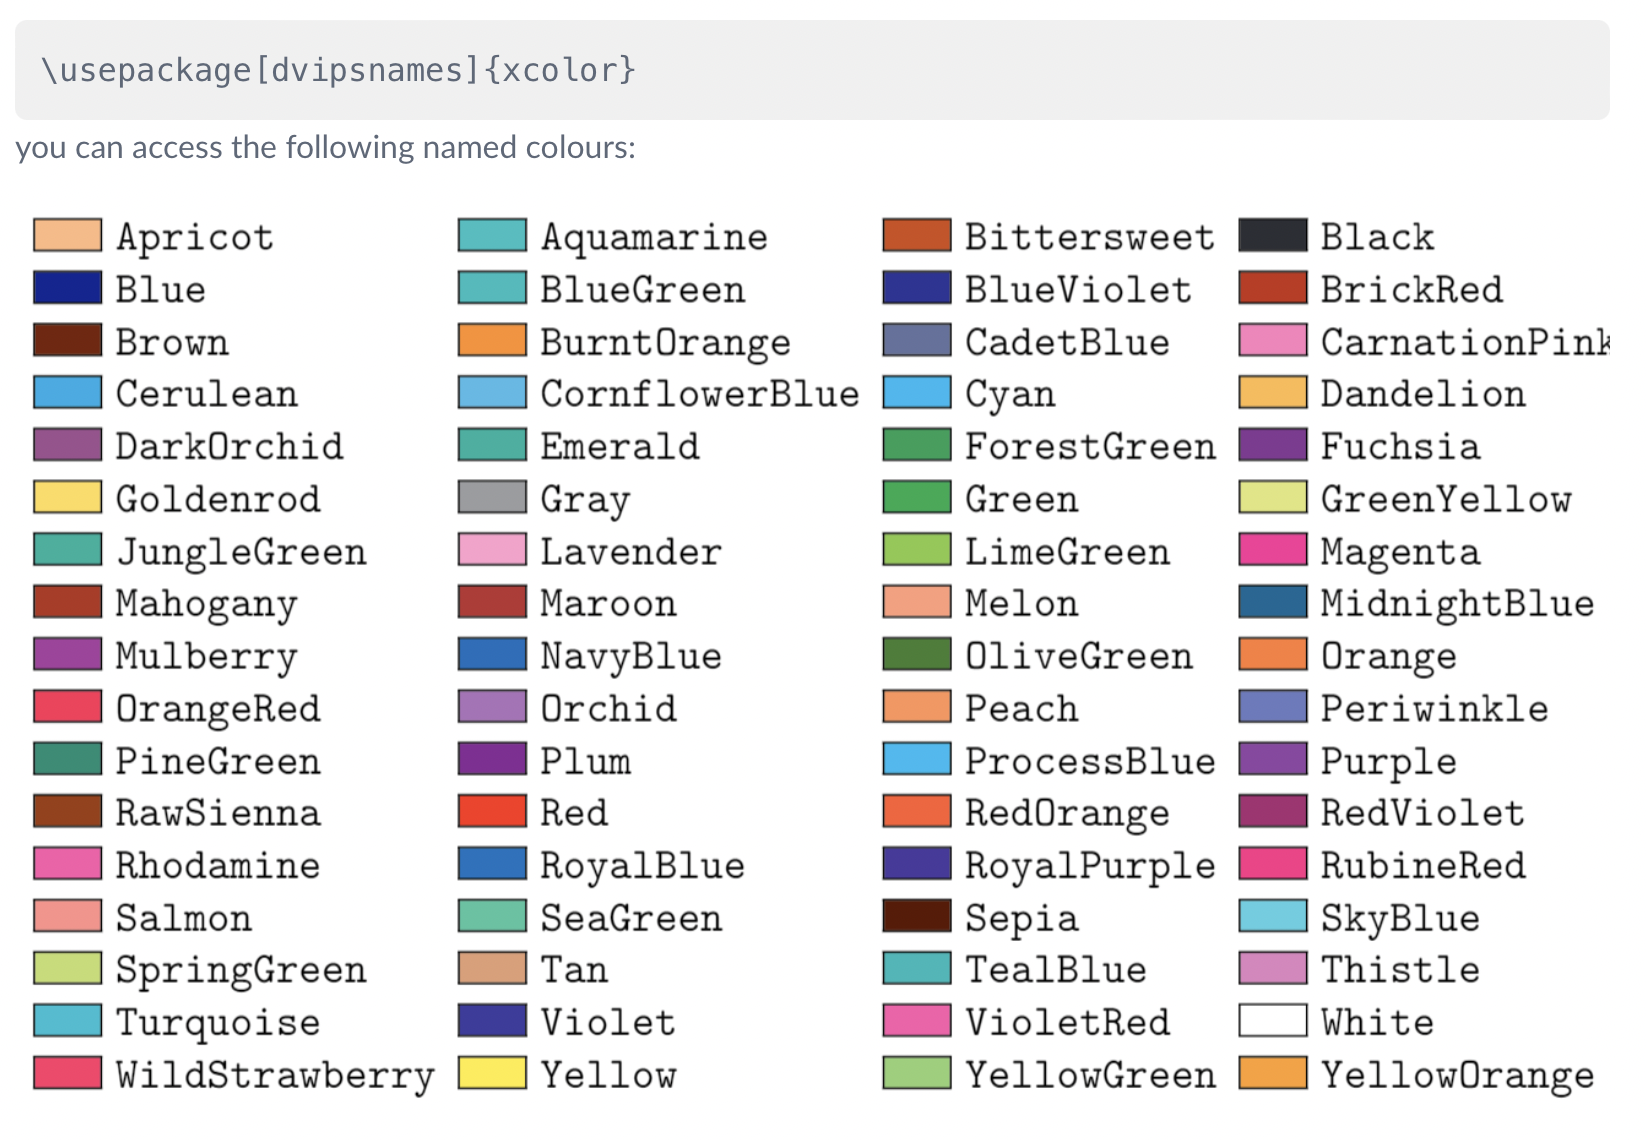 \usepackage[dvipsnames]{xcolor}
you can access the following named colours:
Apricot Aquamarine Bittersweet Black
Blue BlueGreen BlueViolet BrickRed
Brown BurntOrange CadetBlue CarnationPink
Cerulean CornflowerBlue Cyan Dandelion
DarkOrchid Emerald ForestGreen Fuchsia
Goldenrod Gray Green GreenYellow
JungleGreen Lavender LimeGreen Magenta
Mahogany Maroon Melon MidnightBlue
Mulberry NavyBlue OliveGreen Orange
OrangeRed Orchid Peach Periwinkle
PineGreen Plum ProcessBlue Purple
RawSienna Red RedOrange RedViolet
Rhodamine RoyalBlue RoyalPurple RubineRed
Salmon SeaGreen Sepia SkyBlue
SpringGreen Tan TealBlue Thistle
Turquoise Violet VioletRed White
WildStrawberry Yellow YellowGreen YellowOrange